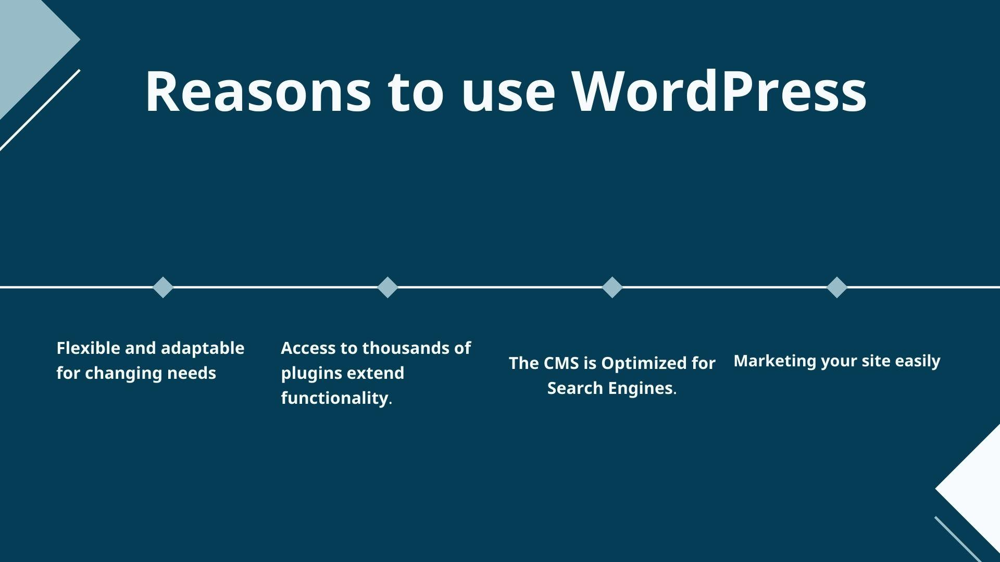 Reasons to use WordPress
Flexible and adaptable
for changing needs
Access to thousands of
plugins extend
functionality.
The CMS is Optimized for
Search Engines.
Marketing your site easily